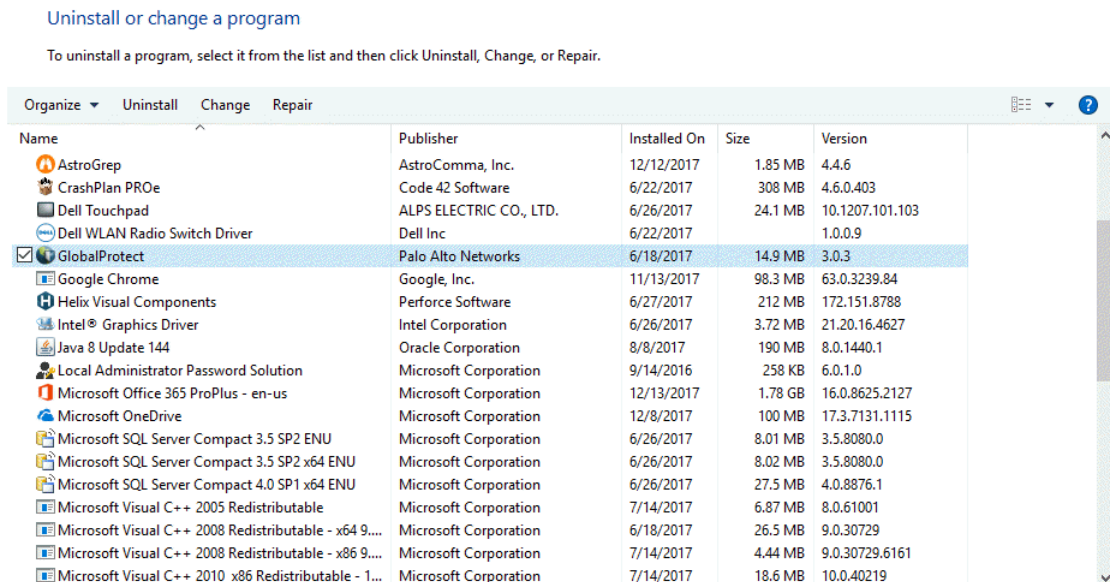 Uninstall or change a program
To uninstall a program, select it from the list and then click Uninstall, Change, or Repair.
Organize Uninstall Change Repair
Name Publisher Installed On Size Version
AstroGrep AstroComma, Inc. 12/12/2017 1.85 MB 4.4.6
CrashPlan PROe Code 42 Software 6/22/2017 308 MB 4.6.0.403
Dell Touchpad ALPS ELECTRIC CO., LTD. 6/26/2017 24.1 MB 10.1207.101.103
Dell WLAN Radio Switch Driver Dell Inc 6/22/2017 1.0.0.9
GlobalProtect Palo Alto Networks 6/18/2017 14.9 MB 3.0.3
Google Chrome Google, Inc. 11/13/2017 98.3 MB 63.0.3239.84
Helix Visual Components Perforce Software 6/27/2017 212 MB 172.151.8788
Intel® Graphics Driver Intel Corporation 6/26/2017 3.72 MB 21.20.16.4627
Java 8 Update 144 Oracle Corporation 8/8/2017 190 MB 8.0.1440.1
Local Administrator Password Solution Microsoft Corporation 9/14/2016 258 KB 6.0.1.0
Microsoft Office 365 ProPlus - en-us Microsoft Corporation 12/13/2017 1.78 GB 16.0.8625.2127
Microsoft OneDrive Microsoft Corporation 12/8/2017 100 MB 17.3.7131.1115
Microsoft SQL Server Compact 3.5 SP2 ENU Microsoft Corporation 6/26/2017 8.01 MB 3.5.8080.0
Microsoft SQL Server Compact 3.5 SP2 x64 ENU Microsoft Corporation 6/26/2017 8.02 MB 3.5.8080.0
Microsoft SQL Server Compact 4.0 SP1 x64 ENU Microsoft Corporation 6/26/2017 27.5 MB 4.0.8876.1
Microsoft Visual C++ 2005 Redistributable Microsoft Corporation 7/14/2017 6.87 MB 8.0.61001
Microsoft Visual C++ 2008 Redistributable - x64 9.... Microsoft Corporation 6/18/2017 26.5 MB 9.0.30729
Microsoft Visual C++ 2008 Redistributable - x86 9.... Microsoft Corporation 7/14/2017 4.44 MB 9.0.30729.6161
Microsoft Visual C++ 2010 x86 Redistributable - 1... Microsoft Corporation 7/14/2017 18.6 MB 10.0.40219